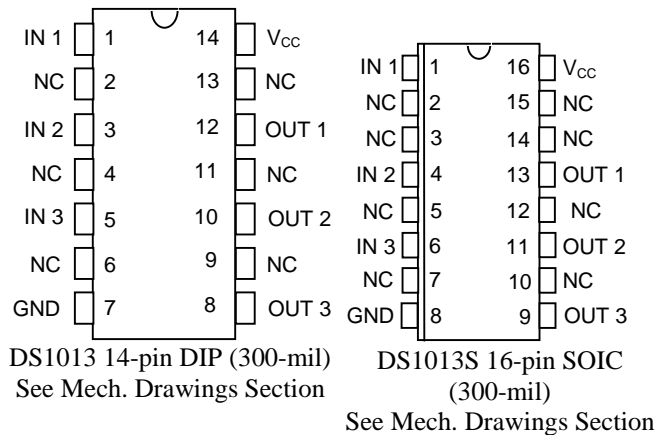 IN 1 1 14 VCC
NC 2 13 NC
IN 2 3 12 OUT 1
NC 4 11 NC
IN 3 5 10 OUT 2
NC 6 9 NC
GND 7 8 OUT 3
DS1013 14-pin DIP (300-mil)
See Mech. Drawings Section
IN 1 1 16 VCC
NC 2 15 NC
NC 3 14 NC
IN 2 4 13 OUT 1
NC 5 12 NC
IN 3 6 11 OUT 2
NC 7 10 NC
GND 8 9 OUT 3
DS1013S 16-pin SOIC
(300-mil)
See Mech. Drawings Section